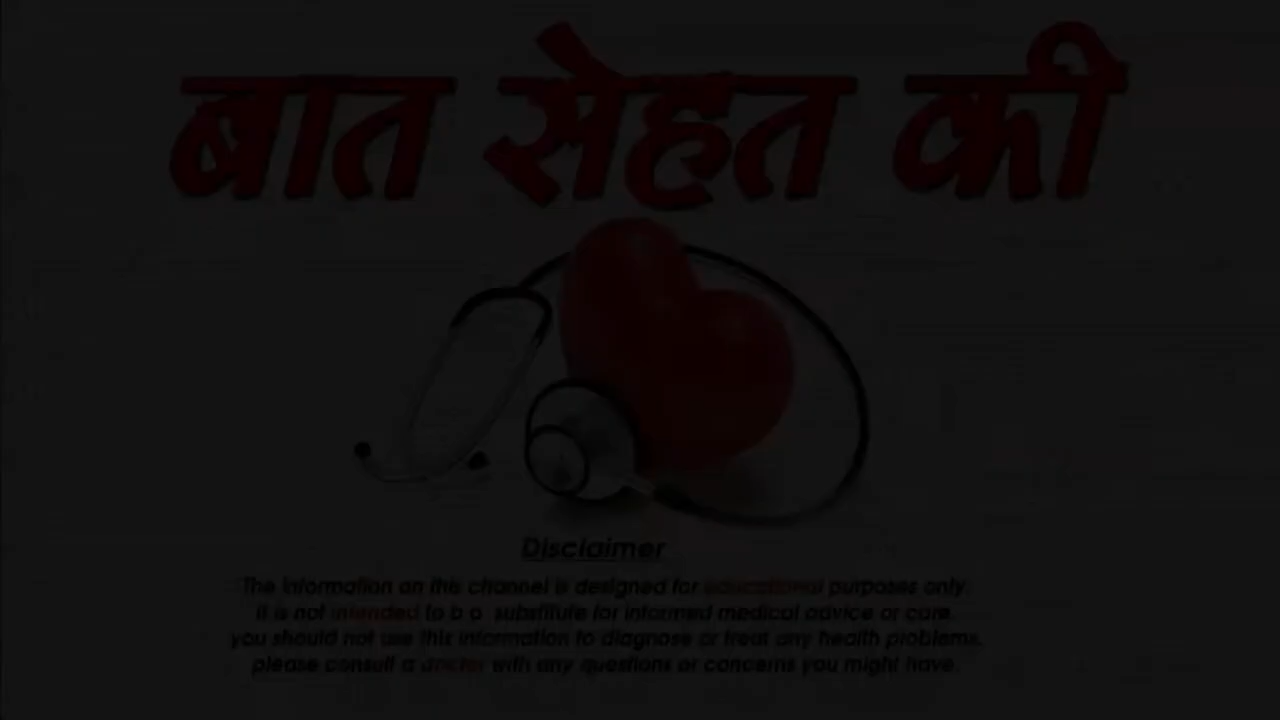 बात सेहत की
Disclaimer
The information on this channel is designed for educational purposes only.
it is not intended to b a substitute for informed medical advice or care.
you should not use this information to diagnose or treat any health problems.
please consult a doctor with any questions or concerns you might have.